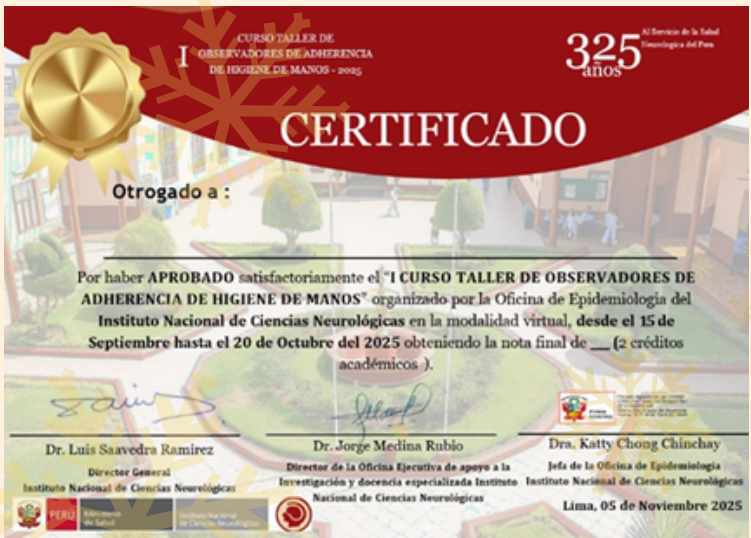 I
CURSO TALLER DE
OBSERVADORES DE ADHERENCIA
DE HIGIENE DE MANOS - 2025
325
años
Al Servicio de la Salud
Neurologica del Peru
CERTIFICADO
Otrogado a :
Por haber APROBADO satisfactoriamente el "I CURSO TALLER DE OBSERVADORES DE
ADHERENCIA DE HIGIENE DE MANOS" organizado por la Oficina de Epidemiologia del
Instituto Nacional de Ciencias Neurológicas en la modalidad virtual, desde el 15 de
Septiembre hasta el 20 de Octubre del 2025 obteniendo la nota final de __ (2 créditos
académicos ).
Dr. Luis Saavedra Ramirez
Director General
Instituto Nacional de Ciencias Neurológicas
Dr. Jorge Medina Rubio
Director de la Oficina Ejecutiva de apoyo a la
Investigación y docencia especializada Instituto
Nacional de Ciencias Neurológicas
Dra. Katty Chong Chinchay
Jefa de la Oficina de Epidemiologia
Instituto Nacional de Ciencias Neurológicas
Lima, 05 de Noviembre 2025
PERÚ
Ministerio
de Salud
Instituto Nacional
de Ciencias Neurológicas